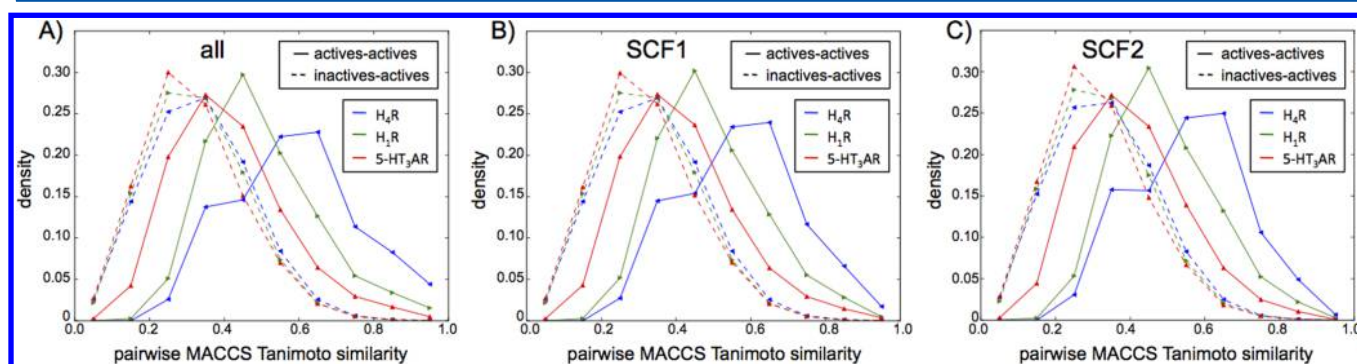 A)
all
actives-actives
inactives-actives
H₄R
H₁R
5-HT₃AR
density
0.30
0.25
0.20
0.15
0.10
0.05
0.00
0.0 0.2 0.4 0.6 0.8 1.0
pairwise MACCS Tanimoto similarity
B)
SCF1
actives-actives
inactives-actives
H₄R
H₁R
5-HT₃AR
density
0.30
0.25
0.20
0.15
0.10
0.05
0.00
0.0 0.2 0.4 0.6 0.8 1.0
pairwise MACCS Tanimoto similarity
C)
SCF2
actives-actives
inactives-actives
H₄R
H₁R
5-HT₃AR
density
0.30
0.25
0.20
0.15
0.10
0.05
0.00
0.0 0.2 0.4 0.6 0.8 1.0
pairwise MACCS Tanimoto similarity